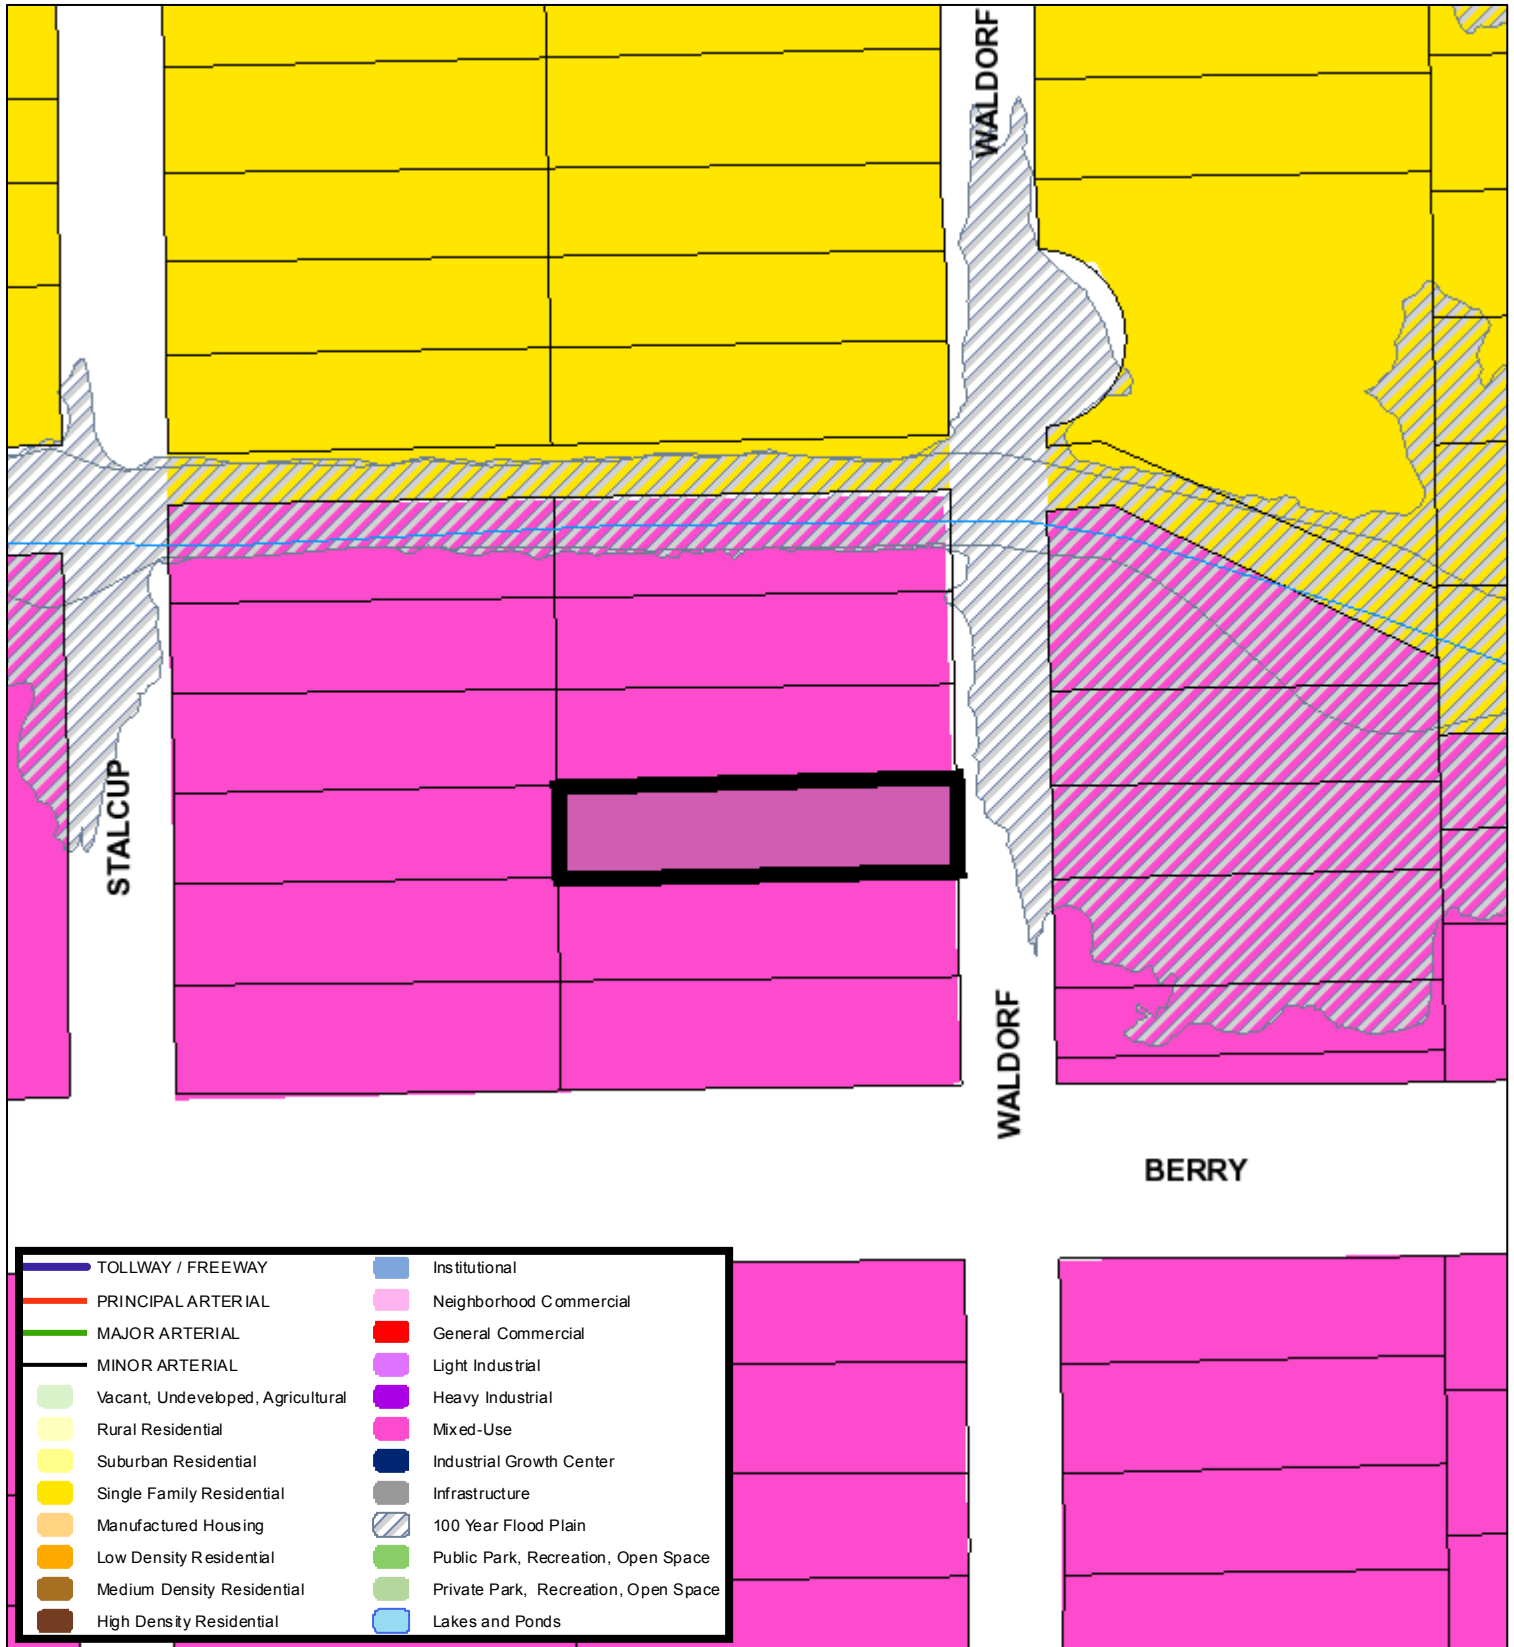 WALDORF
STALCUP
WALDORF
BERRY
TOLLWAY / FREEWAY
PRINCIPAL ARTERIAL
MAJOR ARTERIAL
MINOR ARTERIAL
Vacant, Undeveloped, Agricultural
Rural Residential
Suburban Residential
Single Family Residential
Manufactured Housing
Low Density Residential
Medium Density Residential
High Density Residential
Institutional
Neighborhood Commercial
General Commercial
Light Industrial
Heavy Industrial
Mixed-Use
Industrial Growth Center
Infrastructure
100 Year Flood Plain
Public Park, Recreation, Open Space
Private Park, Recreation, Open Space
Lakes and Ponds